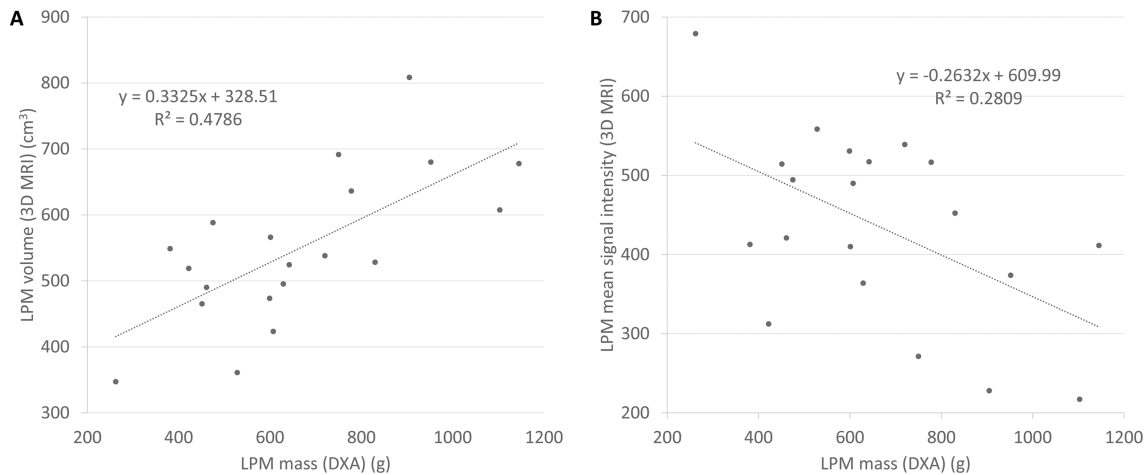 A
900
800
700
600
500
400
300
LPM volume (3D MRI) (cm³)
y = 0.3325x + 328.51
R² = 0.4786
200 400 600 800 1000 1200
LPM mass (DXA) (g)
B
700
600
500
400
300
200
LPM mean signal intensity (3D MRI)
y = -0.2632x + 609.99
R² = 0.2809
200 400 600 800 1000 1200
LPM mass (DXA) (g)